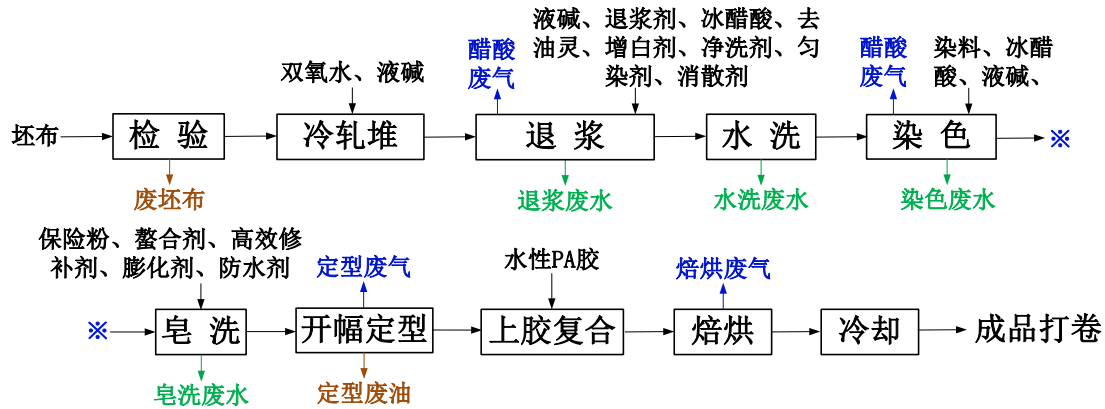 液碱、退浆剂、冰醋酸、去
油灵、增白剂、净洗剂、匀
染剂、消散剂
醋酸
废气
醋酸
废气
染料、冰醋
酸、液碱、
双氧水、液碱
坯布
检 验
冷轧堆
退 浆
水 洗
染 色
※
废坯布
退浆废水
水洗废水
染色废水
保险粉、螯合剂、高效修
补剂、膨化剂、防水剂
定型废气
水性PA胶
焙烘废气
※
皂 洗
开幅定型
上胶复合
焙烘
冷却
成品打卷
皂洗废水
定型废油